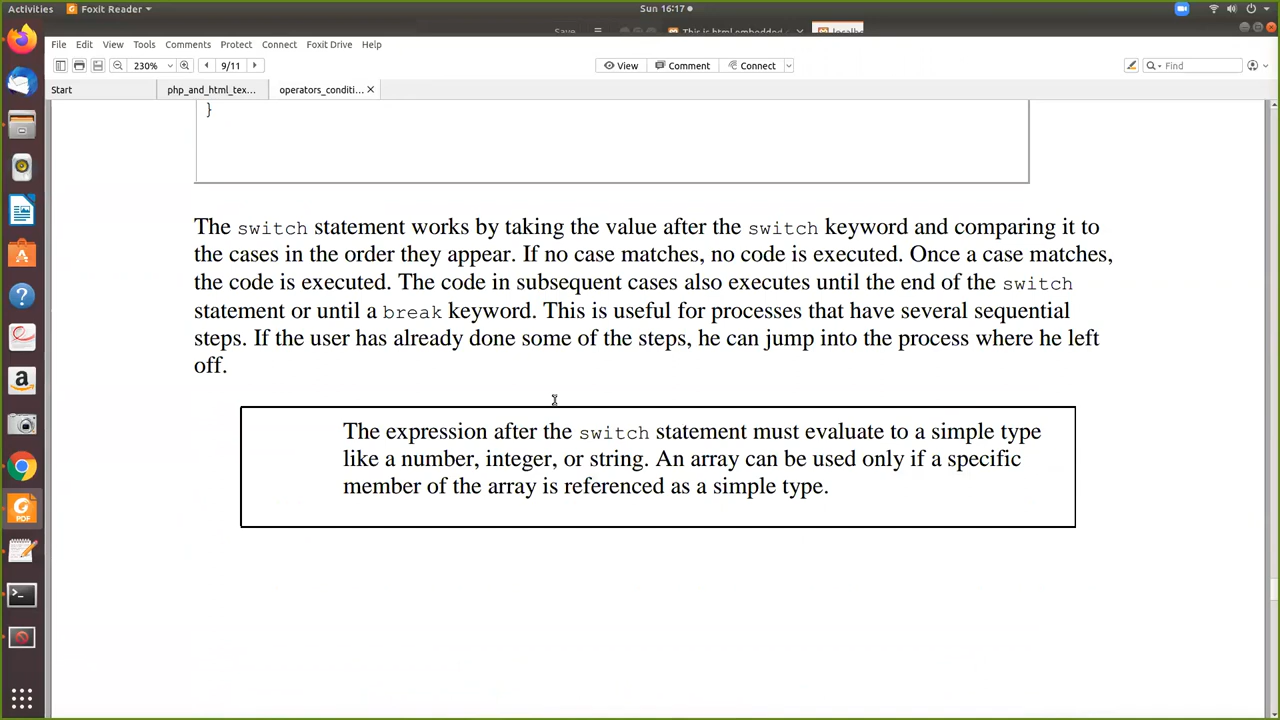 Activities
Foxit Reader
Sun 16:17
Save
This is html embedded
localho
File Edit View Tools Comments Protect Connect Foxit Drive Help
230%
9/11
View
Comment
Connect
Find
Start
php_and_html_tex...
operators_conditi...
}
The switch statement works by taking the value after the switch keyword and comparing it to
the cases in the order they appear. If no case matches, no code is executed. Once a case matches,
the code is executed. The code in subsequent cases also executes until the end of the switch
statement or until a break keyword. This is useful for processes that have several sequential
steps. If the user has already done some of the steps, he can jump into the process where he left
off.
The expression after the switch statement must evaluate to a simple type
like a number, integer, or string. An array can be used only if a specific
member of the array is referenced as a simple type.